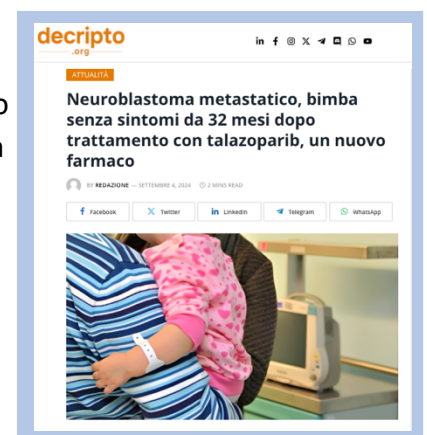 decripto
.org
ATTUALITÀ
o
Neuroblastoma metastatico, bimba
senza sintomi da 32 mesi dopo
trattamento con talazoparib, un nuovo
farmaco
BY REDAZIONE — SETTEMBRE 4, 2024 2 MINS READ
Facebook Twitter LinkedIn Telegram WhatsApp